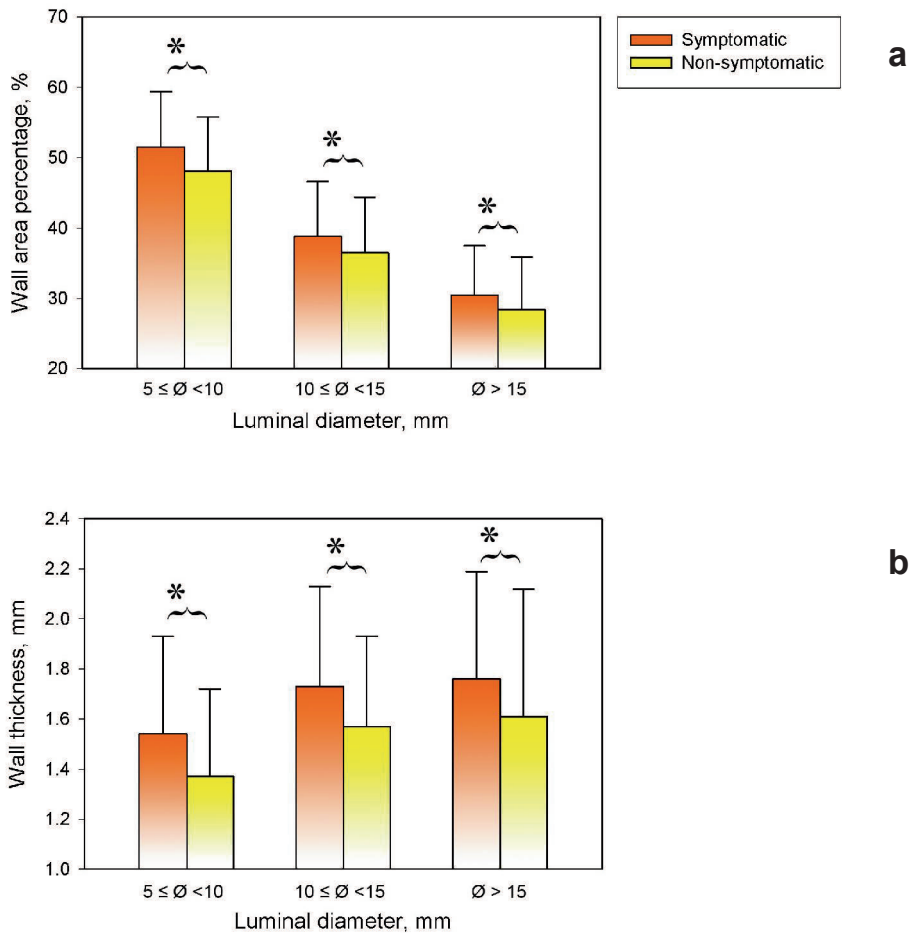 70
60
50
40
30
20
Wall area percentage, %
*
*
*
5 ≤ Ø <10
10 ≤ Ø <15
Ø > 15
Luminal diameter, mm
Symptomatic
Non-symptomatic
a
2.4
2.2
2.0
1.8
1.6
1.4
1.2
1.0
Wall thickness, mm
*
*
*
5 ≤ Ø <10
10 ≤ Ø <15
Ø > 15
Luminal diameter, mm
b